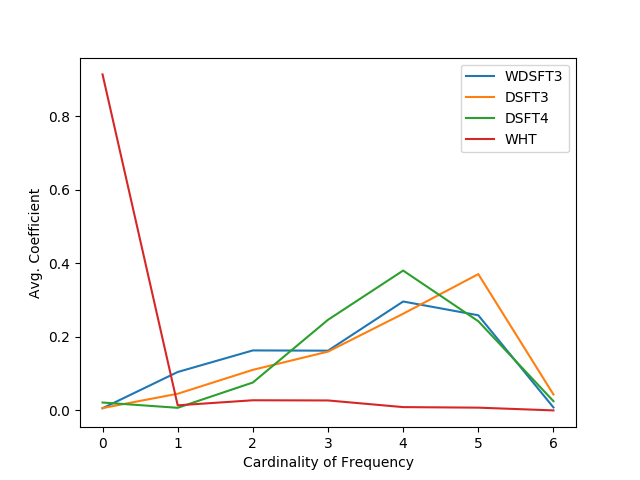 WDSFT3
DSFT3
DSFT4
WHT
0.8
0.6
0.4
0.2
0.0
Avg. Coefficient
0 1 2 3 4 5 6
Cardinality of Frequency